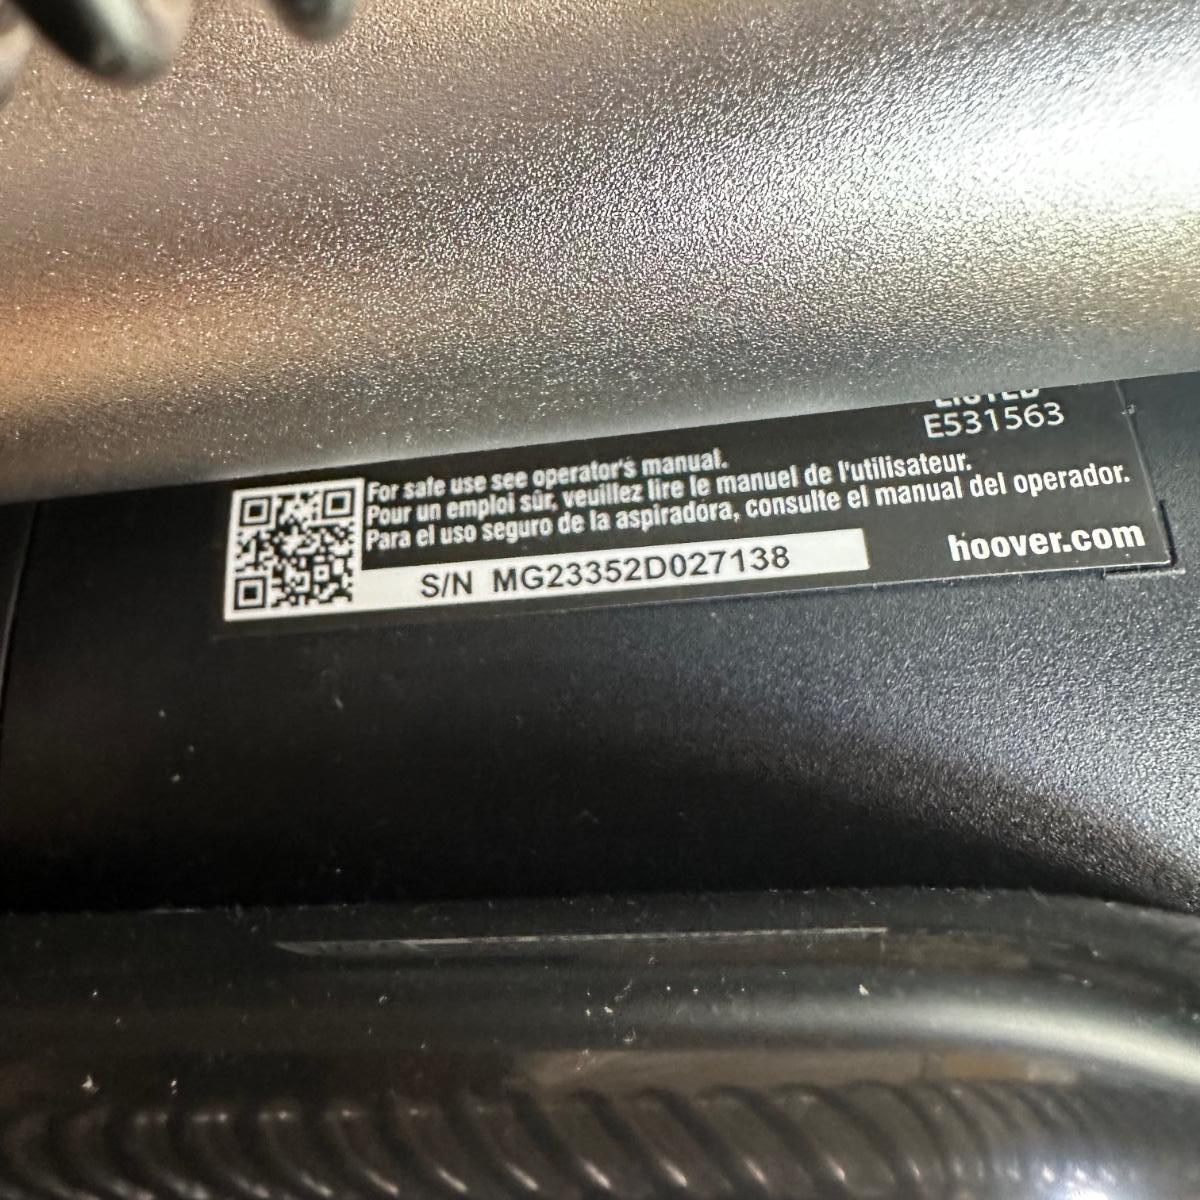 LISTED
E531563
For safe use see operator's manual.
Pour un emploi sûr, veuillez lire le manuel de l'utilisateur.
Para el uso seguro de la aspiradora, consulte el manual del operador.
hoover.com
S/N MG23352D027138